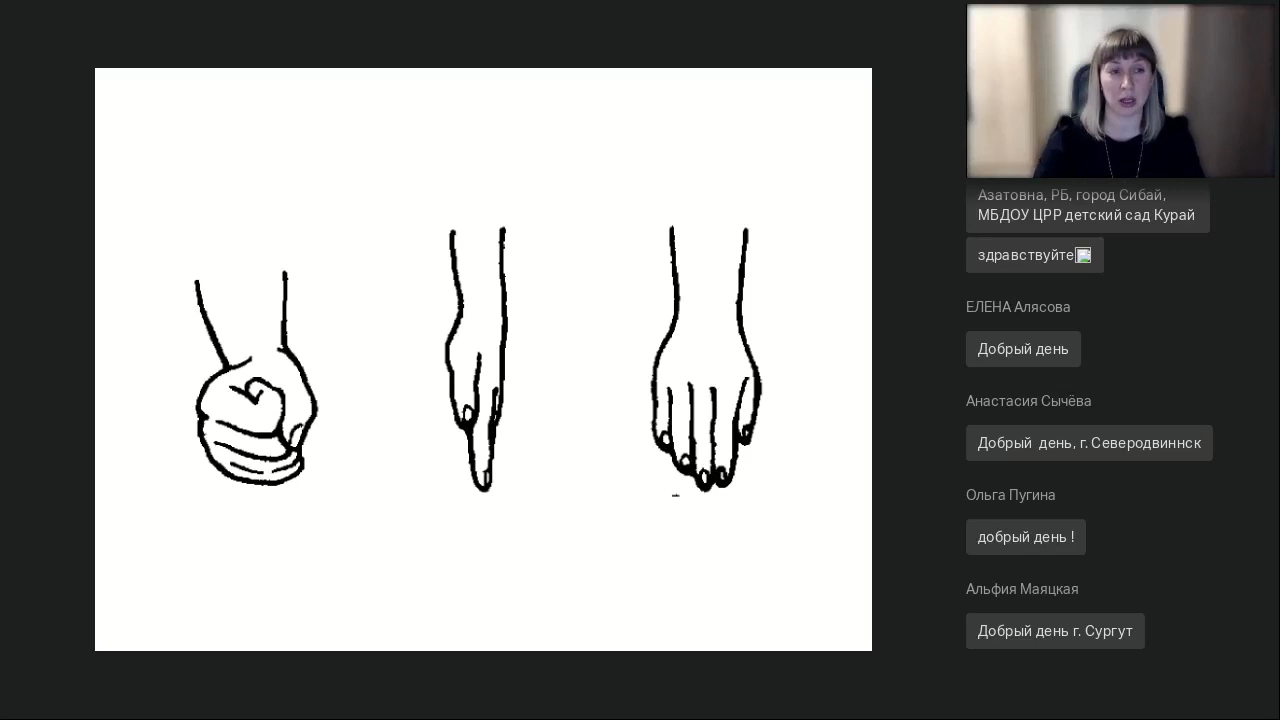 Азатовна, РБ, город Сибай,
МБДОУ ЦРР детский сад Курай
здравствуйте
ЕЛЕНА Алясова
Добрый день
Анастасия Сычёва
Добрый день, г. Северодвиннск
Ольга Пугина
добрый день !
Альфия Маяцкая
Добрый день г. Сургут